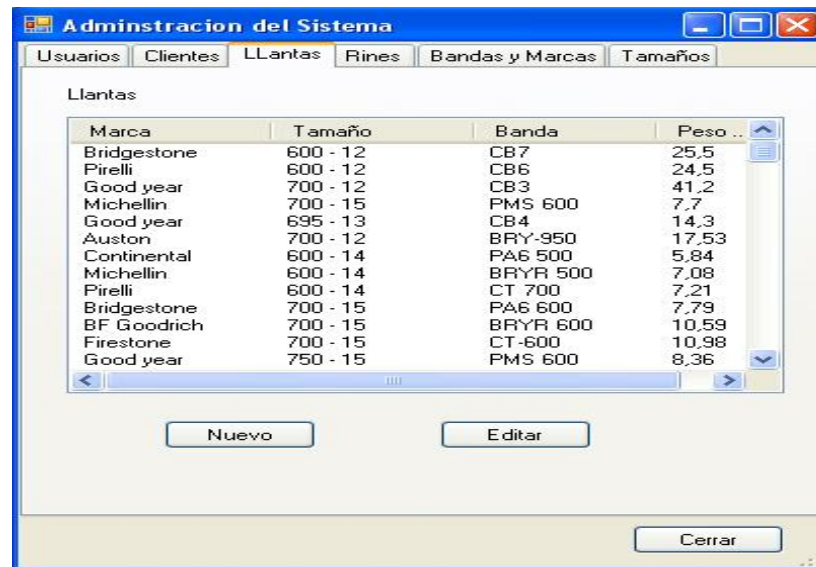 Adminstracion del Sistema
Usuarios Clientes LLantas Rines Bandas y Marcas Tamaños
Llantas
Marca Tamaño Banda Peso ..
Bridgestone 600 - 12 CB7 25,5
Pirelli 600 - 12 CB6 24,5
Good year 700 - 12 CB3 41,2
Michellin 700 - 15 PMS 600 7,7
Good year 695 - 13 CB4 14,3
Auston 700 - 12 BRY-950 17,53
Continental 600 - 14 PA6 500 5,84
Michellin 600 - 14 BRYR 500 7,08
Pirelli 600 - 14 CT 700 7,21
Bridgestone 700 - 15 PA6 600 7,79
BF Goodrich 700 - 15 BRYR 600 10,59
Firestone 700 - 15 CT-600 10,98
Good year 750 - 15 PMS 600 8,36
Nuevo Editar
Cerrar